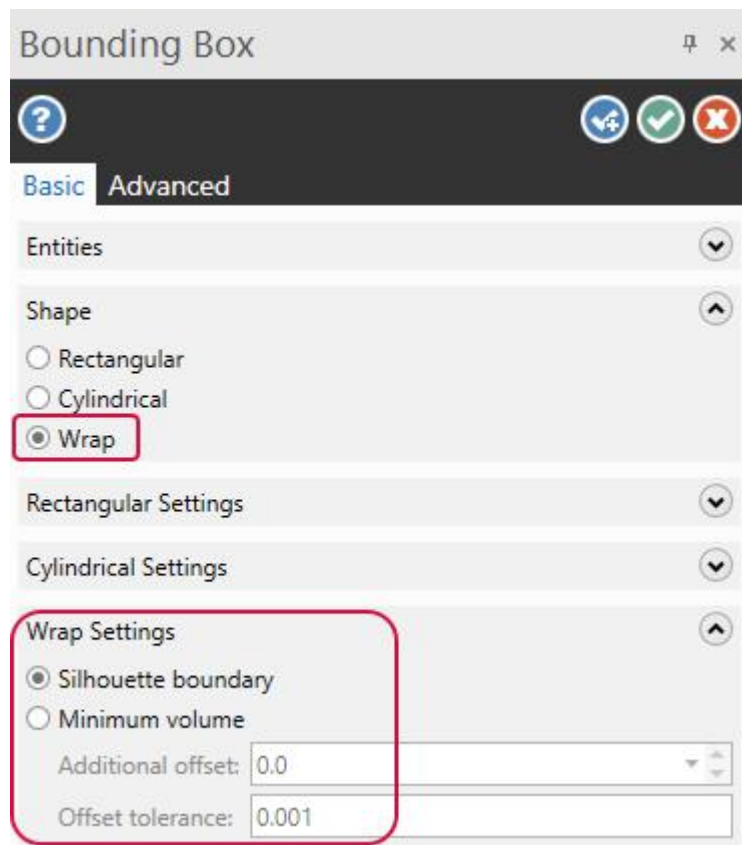 Bounding Box
Basic Advanced
Entities
Shape
Rectangular
Cylindrical
Wrap
Rectangular Settings
Cylindrical Settings
Wrap Settings
Silhouette boundary
Minimum volume
Additional offset: 0.0
Offset tolerance: 0.001